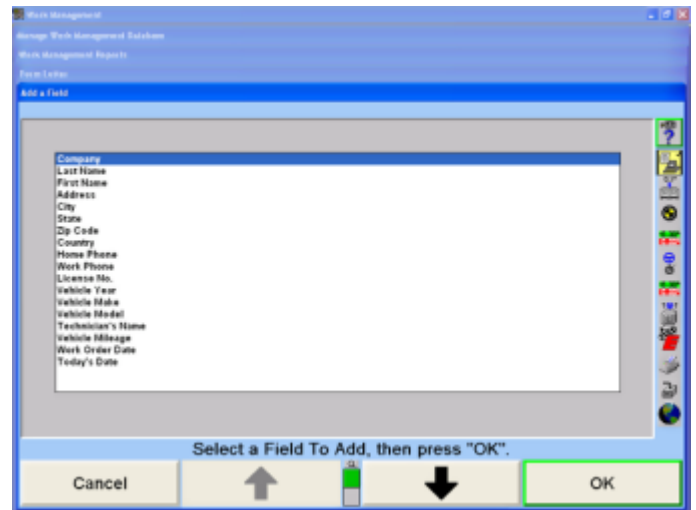 Work Management
Manage Work Management Database
Work Management Reports
Form Letter
Add a Field
Company
Last Name
First Name
Address
City
State
Zip Code
Country
Home Phone
Work Phone
License No.
Vehicle Year
Vehicle Make
Vehicle Model
Technician's Name
Vehicle Mileage
Work Order Date
Today's Date
Select a Field To Add, then press "OK".
Cancel
OK